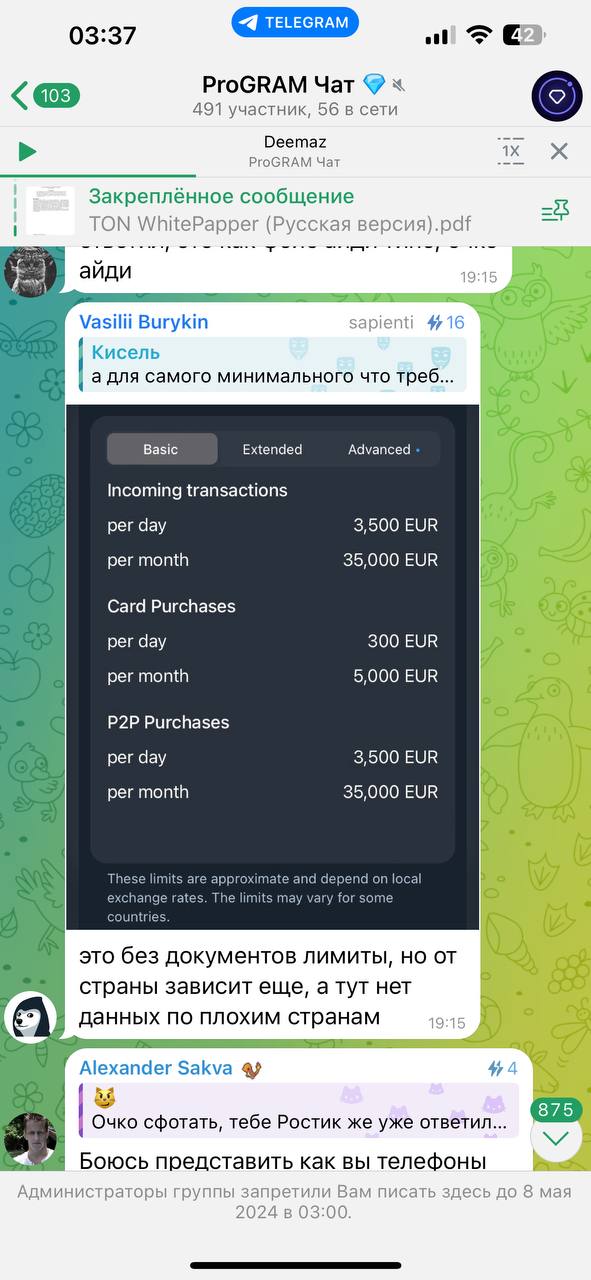 03:37
TELEGRAM
42
103
ProGRAM Чат
491 участник, 56 в сети
Deemaz
ProGRAM Чат
1X
Закреплённое сообщение
TON WhitePapper (Русская версия).pdf
айди
19:15
Vasilii Burykin sapienti 16
Кисель
а для самого минимального что треб...
Basic Extended Advanced
Incoming transactions
per day 3,500 EUR
per month 35,000 EUR
Card Purchases
per day 300 EUR
per month 5,000 EUR
P2P Purchases
per day 3,500 EUR
per month 35,000 EUR
These limits are approximate and depend on local
exchange rates. The limits may vary for some
countries.
это без документов лимиты, но от
страны зависит еще, а тут нет
данных по плохим странам
19:15
Alexander Sakva 4
Очко сфотать, тебе Ростик же уже ответил...
875
Боюсь представить как вы телефоны
Администраторы группы запретили Вам писать здесь до 8 мая
2024 в 03:00.